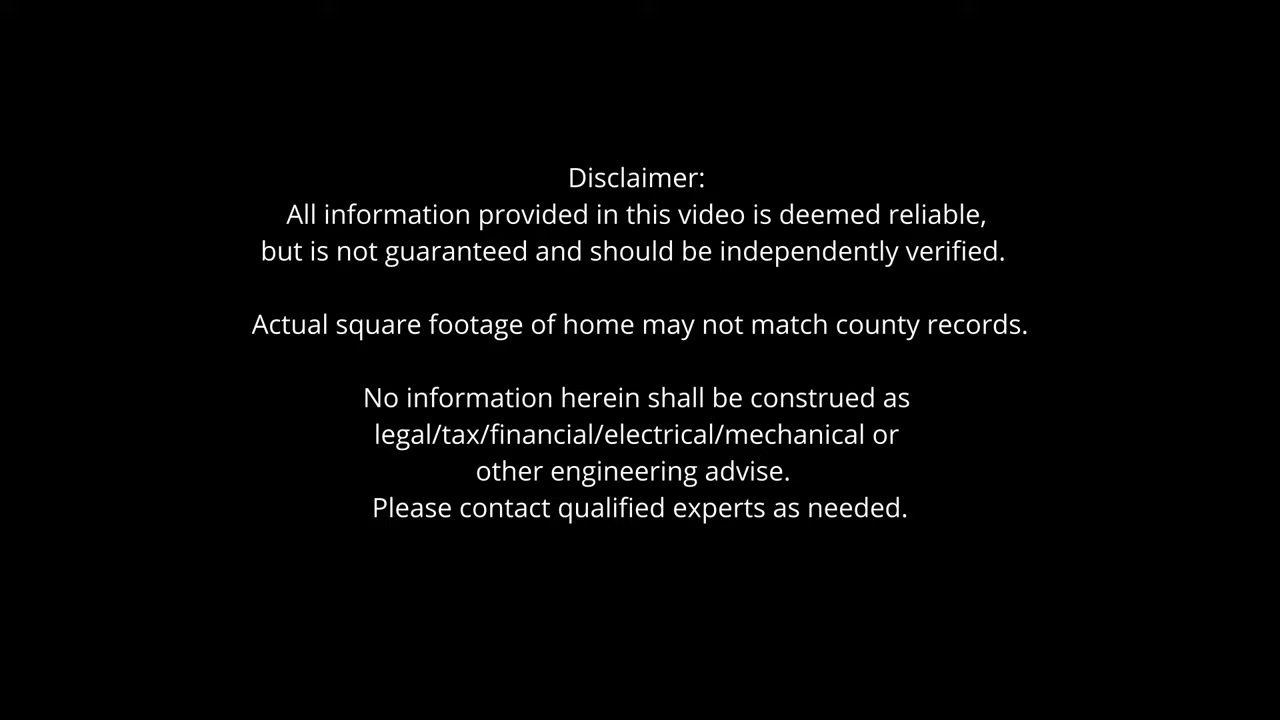 Disclaimer:
All information provided in this video is deemed reliable,
but is not guaranteed and should be independently verified.
Actual square footage of home may not match county records.
No information herein shall be construed as
legal/tax/financial/electrical/mechanical or
other engineering advise.
Please contact qualified experts as needed.